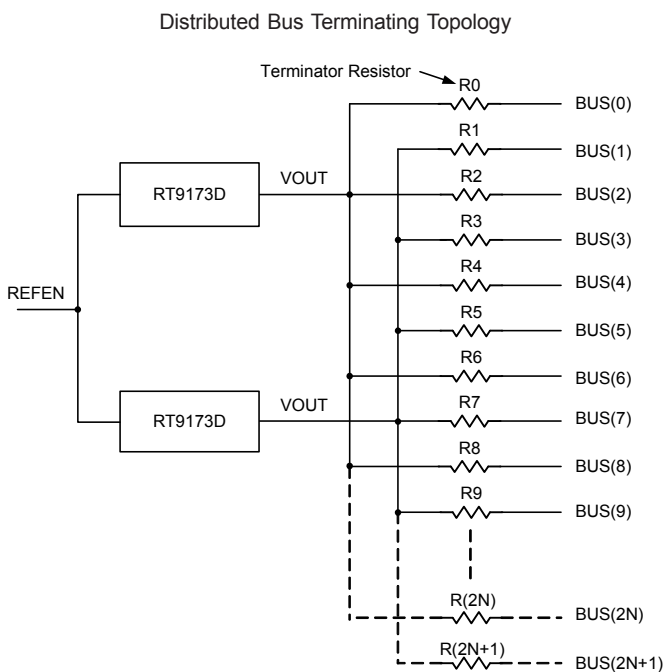 Distributed Bus Terminating Topology
Terminator Resistor
R0
BUS(0)
R1
BUS(1)
RT9173D
VOUT
R2
BUS(2)
R3
BUS(3)
REFEN
R4
BUS(4)
R5
BUS(5)
R6
BUS(6)
RT9173D
VOUT
R7
BUS(7)
R8
BUS(8)
R9
BUS(9)
R(2N)
BUS(2N)
R(2N+1)
BUS(2N+1)